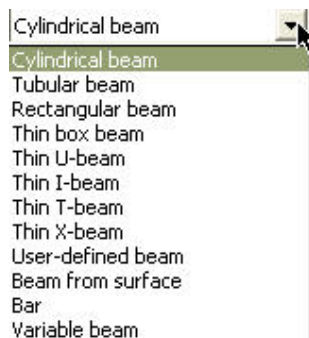 Cylindrical beam
Cylindrical beam
Tubular beam
Rectangular beam
Thin box beam
Thin U-beam
Thin I-beam
Thin T-beam
Thin X-beam
User-defined beam
Beam from surface
Bar
Variable beam